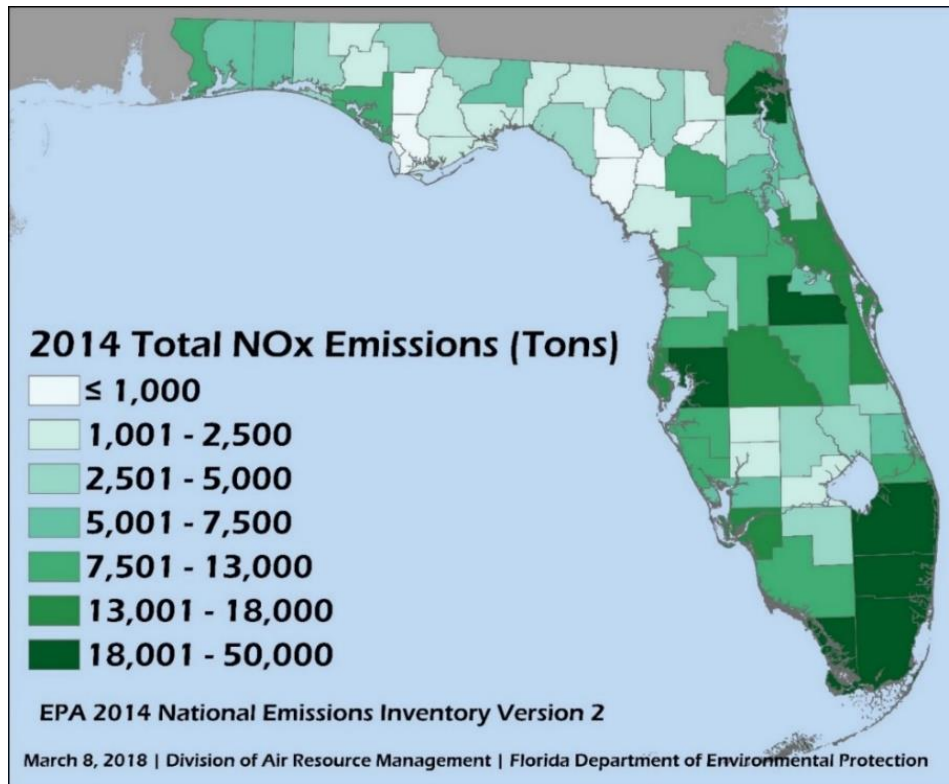 2014 Total NOx Emissions (Tons)
≤ 1,000
1,001 - 2,500
2,501 - 5,000
5,001 - 7,500
7,501 - 13,000
13,001 - 18,000
18,001 - 50,000
EPA 2014 National Emissions Inventory Version 2
March 8, 2018 | Division of Air Resource Management | Florida Department of Environmental Protection